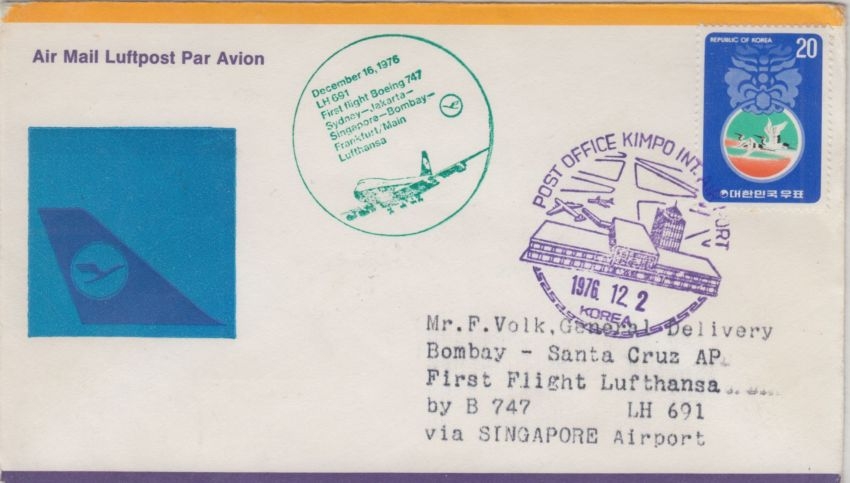 Air Mail Luftpost Par Avion
December 16, 1976
LH 691
First flight Boeing 747
Sydney-Jakarta-
Singapore-Bombay-
Frankfurt/Main
Lufthansa
REPUBLIC OF KOREA
20
대한민국우표
POST OFFICE KIMPO INT. AIRPORT
1976. 12. 2
KOREA
Mr.F.Volk,General Delivery
Bombay - Santa Cruz AP.
First Flight Lufthansa
by B 747 LH 691
via SINGAPORE Airport